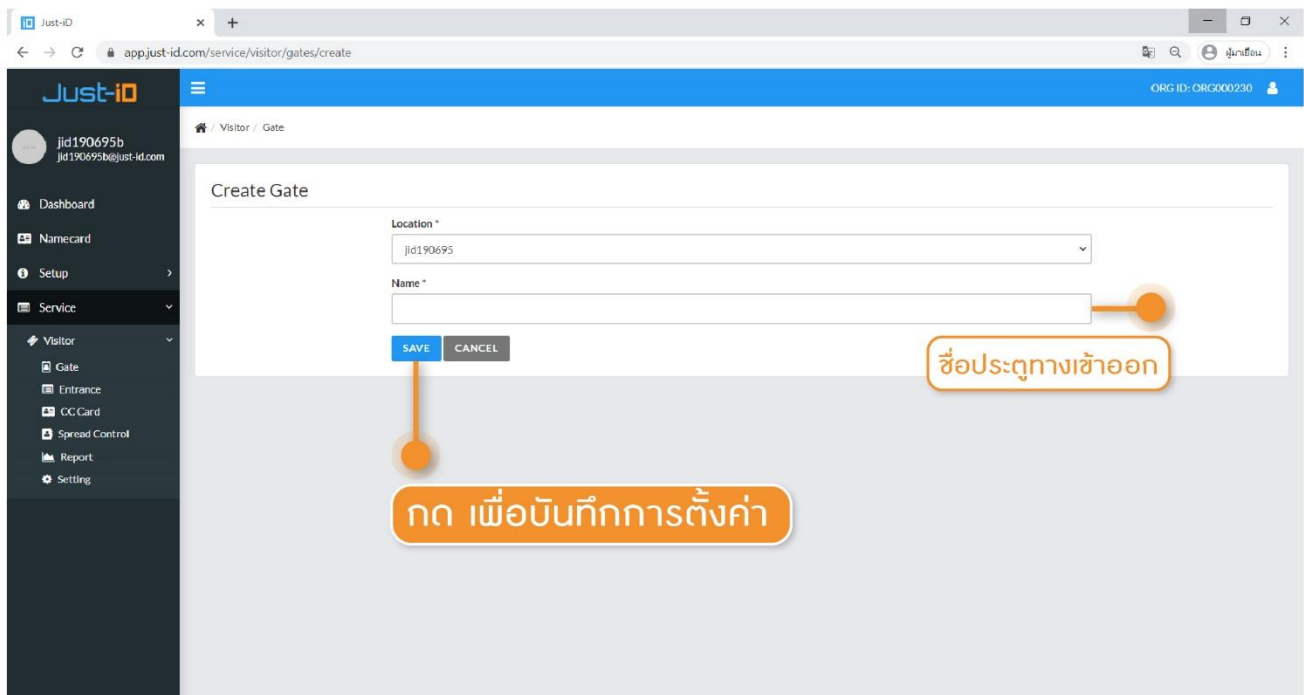 Just-iD
app.just-id.com/service/visitor/gates/create
ผู้มาเยือน
Just-iD
ORG ID: ORG000230
jid190695b
jid190695b@just-id.com
/ Visitor / Gate
Create Gate
Dashboard
Namecard
Setup
Service
Visitor
Gate
Entrance
CC Card
Spread Control
Report
Setting
Location *
jid190695
Name *
SAVE CANCEL
ชื่อประตูทางเข้าออก
กด เพื่อบันทึกการตั้งค่า